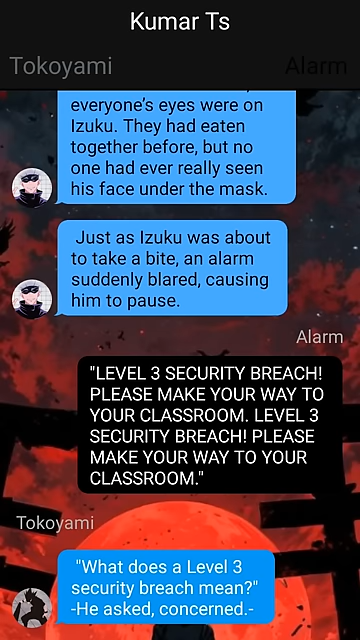 Kumar Ts
Tokoyami
Alarm
everyone's eyes were on
Izuku. They had eaten
together before, but no
one had ever really seen
his face under the mask.
Just as Izuku was about
to take a bite, an alarm
suddenly blared, causing
him to pause.
Alarm
"LEVEL 3 SECURITY BREACH!
PLEASE MAKE YOUR WAY TO
YOUR CLASSROOM. LEVEL 3
SECURITY BREACH! PLEASE
MAKE YOUR WAY TO YOUR
CLASSROOM."
Tokoyami
"What does a Level 3
security breach mean?"
-He asked, concerned.-